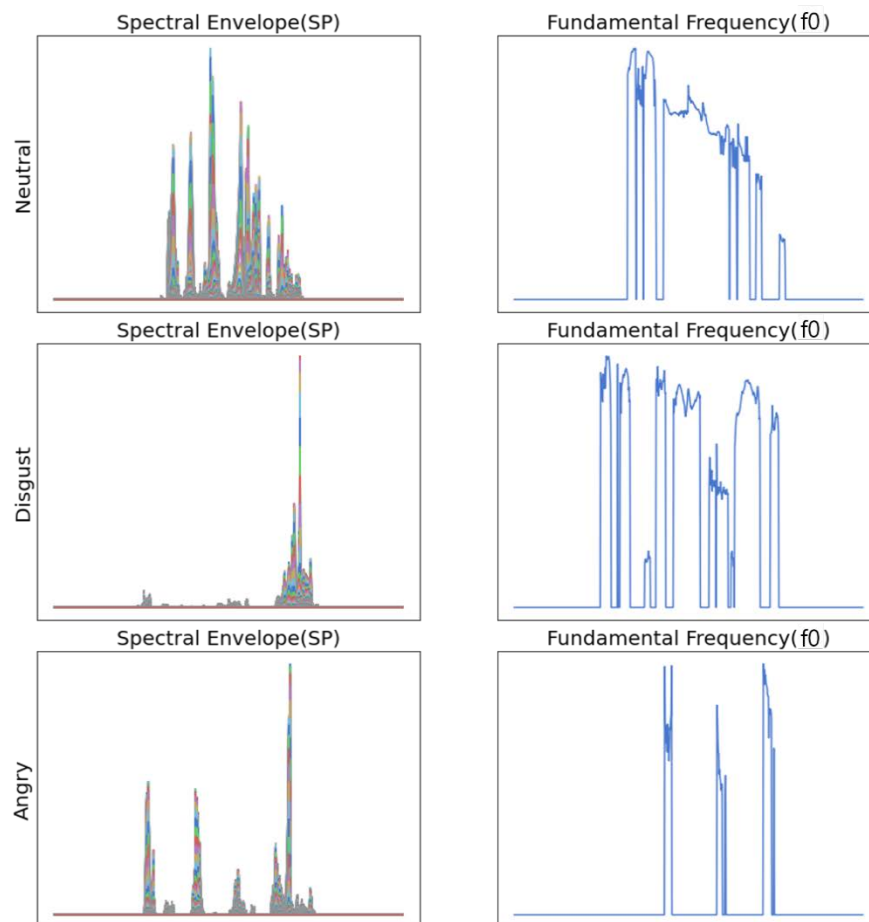 Spectral Envelope(SP)
Fundamental Frequency(f0)
Neutral
Spectral Envelope(SP)
Fundamental Frequency(f0)
Disgust
Spectral Envelope(SP)
Fundamental Frequency(f0)
Angry